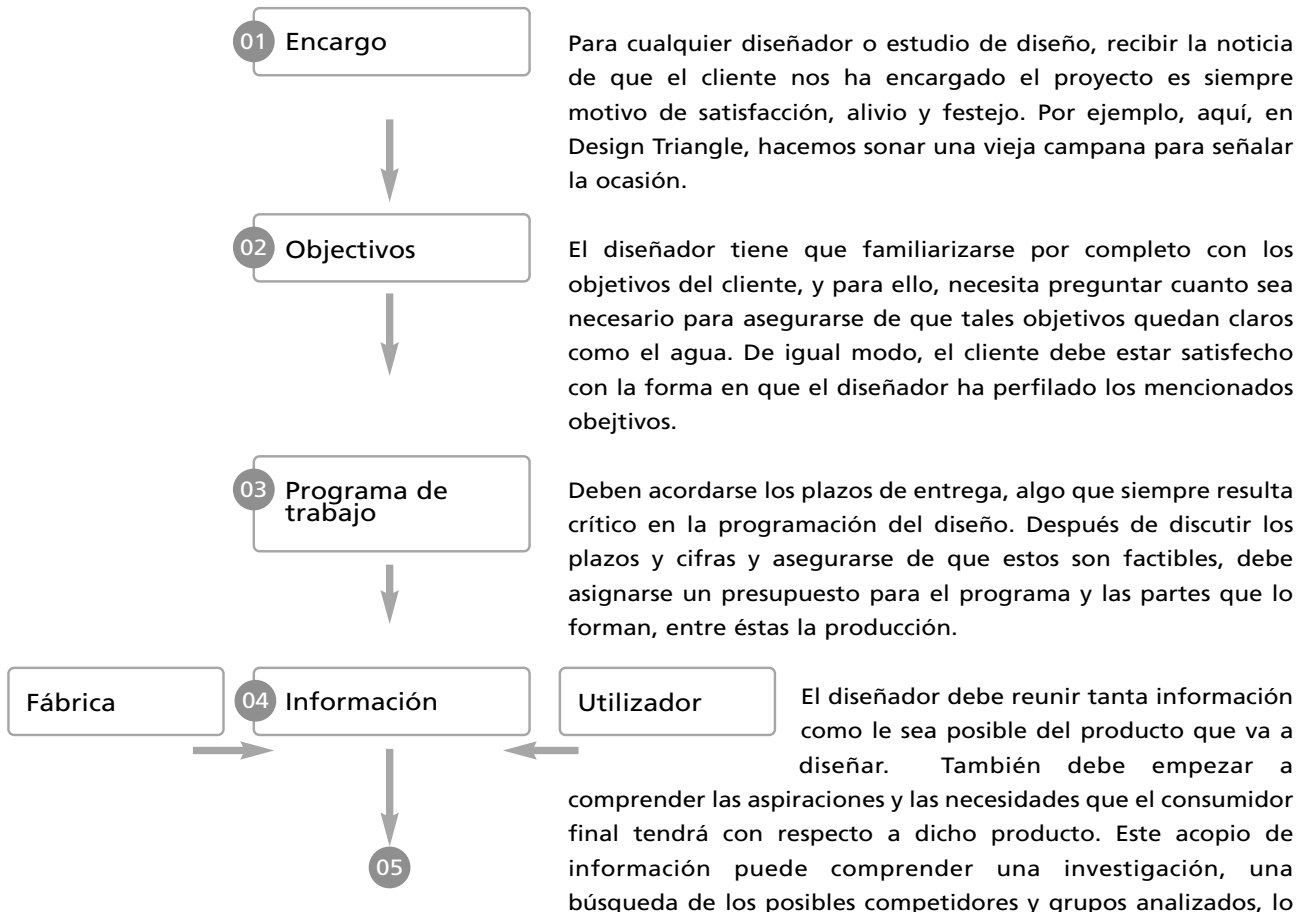 01 Encargo
Para cualquier diseñador o estudio de diseño, recibir la noticia
de que el cliente nos ha encargado el proyecto es siempre
motivo de satisfacción, alivio y festejo. Por ejemplo, aquí, en
Design Triangle, hacemos sonar una vieja campana para señalar
la ocasión.
02 Objectivos
El diseñador tiene que familiarizarse por completo con los
objetivos del cliente, y para ello, necesita preguntar cuanto sea
necesario para asegurarse de que tales objetivos quedan claros
como el agua. De igual modo, el cliente debe estar satisfecho
con la forma en que el diseñador ha perfilado los mencionados
obejtivos.
03 Programa de
trabajo
Deben acordarse los plazos de entrega, algo que siempre resulta
crítico en la programación del diseño. Después de discutir los
plazos y cifras y asegurarse de que estos son factibles, debe
asignarse un presupuesto para el programa y las partes que lo
forman, entre éstas la producción.
Fábrica
04 Información
Utilizador
El diseñador debe reunir tanta información
como le sea posible del producto que va a
diseñar. También debe empezar a
comprender las aspiraciones y las necesidades que el consumidor
final tendrá con respecto a dicho producto. Este acopio de
información puede comprender una investigación, una
búsqueda de los posibles competidores y grupos analizados, lo
05